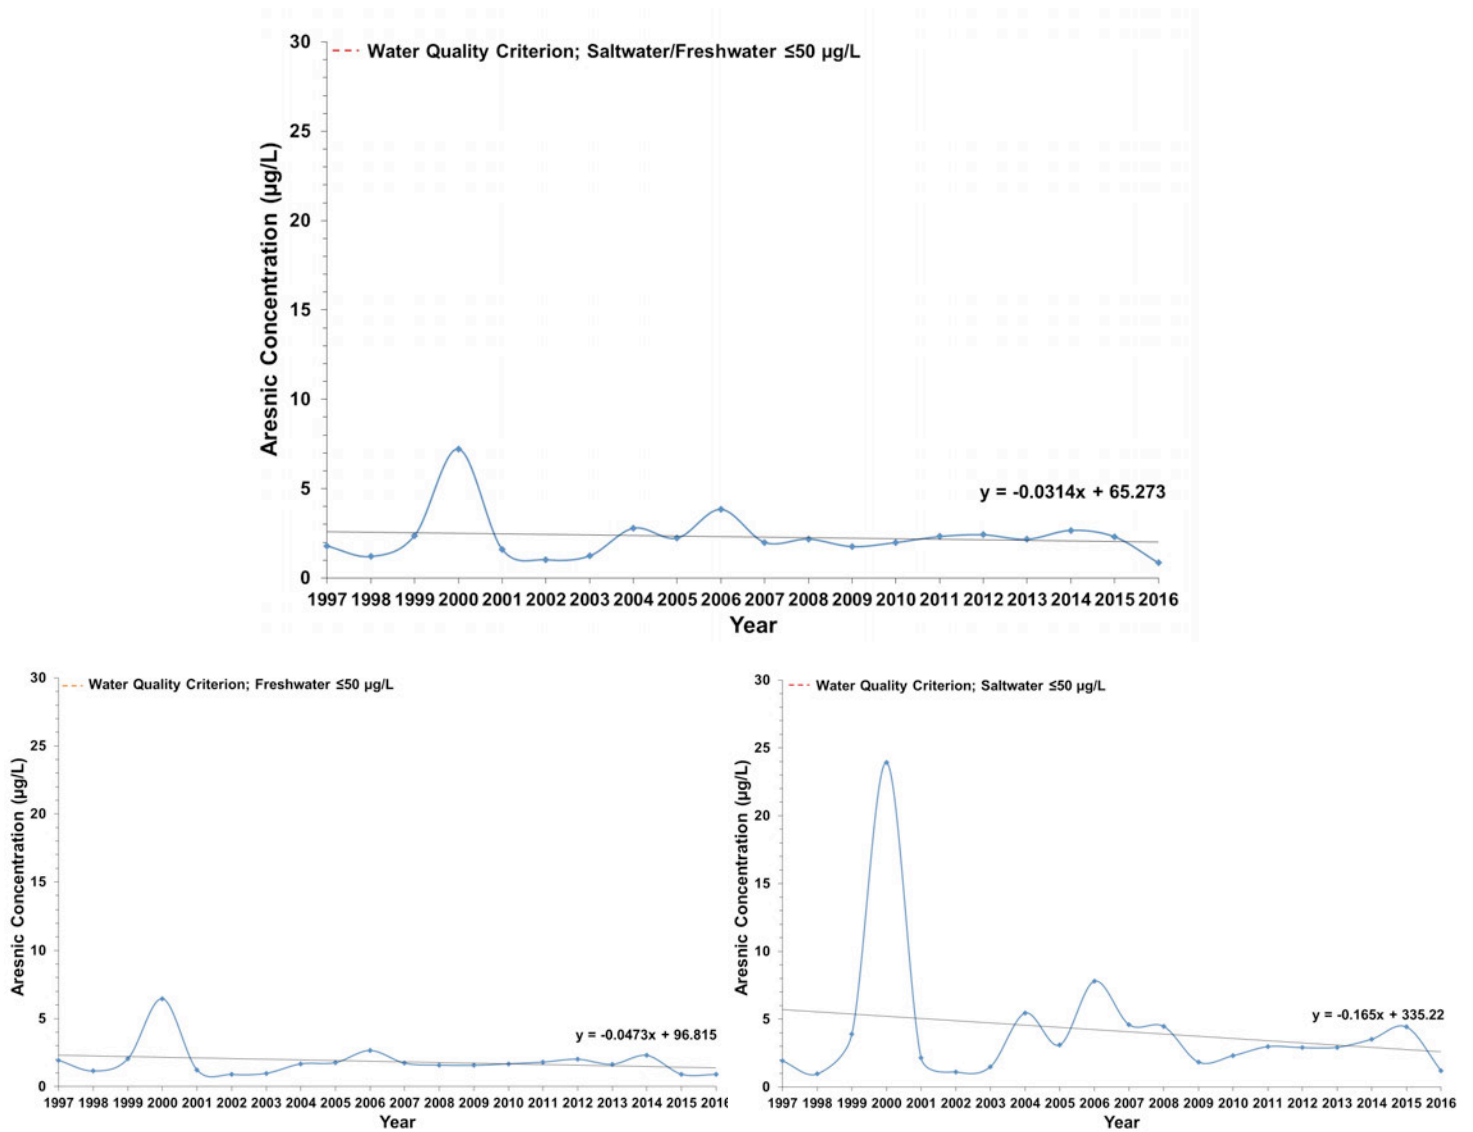 30
25
20
15
10
5
0
Aresnic Concentration (µg/L)
Water Quality Criterion; Saltwater/Freshwater ≤50 µg/L
y = -0.0314x + 65.273
1997 1998 1999 2000 2001 2002 2003 2004 2005 2006 2007 2008 2009 2010 2011 2012 2013 2014 2015 2016
Year
30
25
20
15
10
5
0
Aresnic Concentration (µg/L)
Water Quality Criterion; Freshwater ≤50 µg/L
y = -0.0473x + 96.815
1997 1998 1999 2000 2001 2002 2003 2004 2005 2006 2007 2008 2009 2010 2011 2012 2013 2014 2015 2016
Year
30
25
20
15
10
5
0
Aresnic Concentration (µg/L)
Water Quality Criterion; Saltwater ≤50 µg/L
y = -0.165x + 335.22
1997 1998 1999 2000 2001 2002 2003 2004 2005 2006 2007 2008 2009 2010 2011 2012 2013 2014 2015 2016
Year